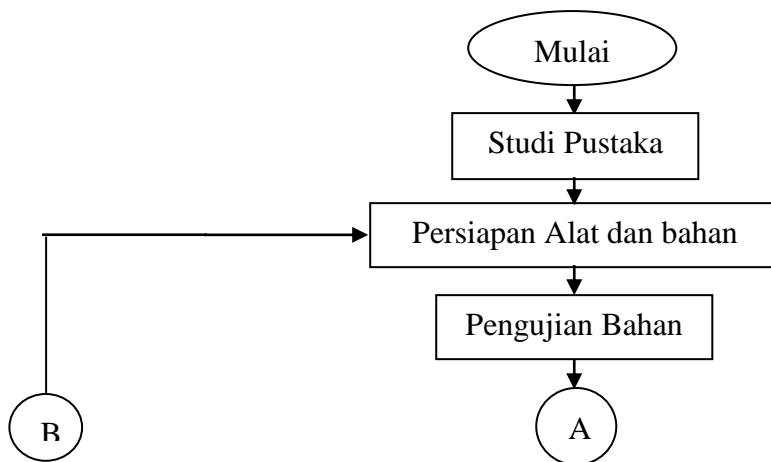 Mulai
Studi Pustaka
Persiapan Alat dan bahan
Pengujian Bahan
B
A